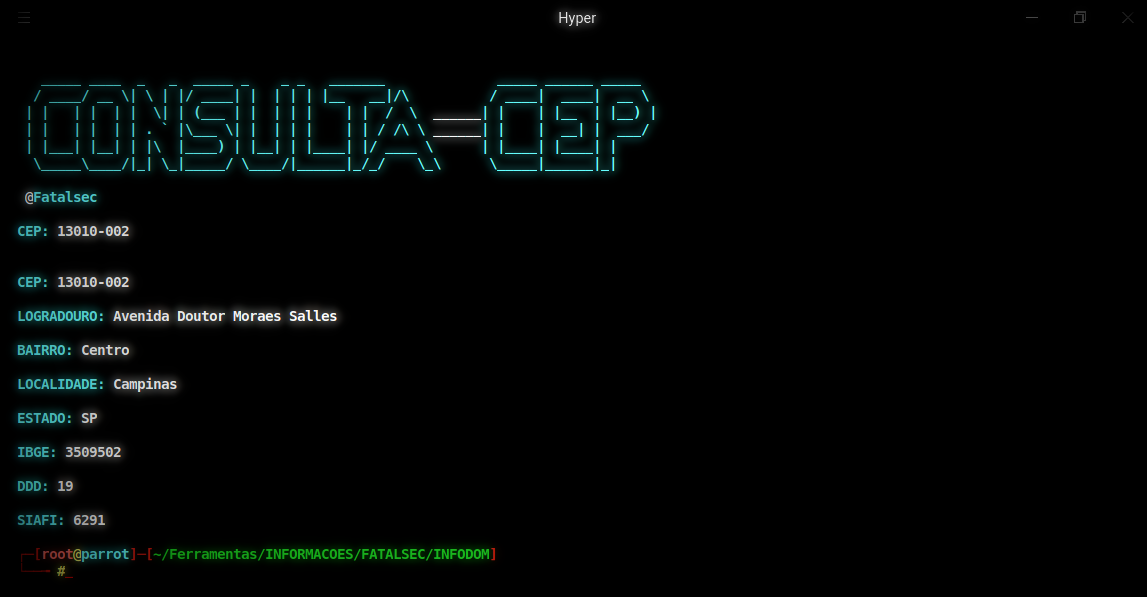 Hyper
CONSULTA-CEP
@Fatalsec
CEP: 13010-002
CEP: 13010-002
LOGRADOURO: Avenida Doutor Moraes Salles
BAIRRO: Centro
LOCALIDADE: Campinas
ESTADO: SP
IBGE: 3509502
DDD: 19
SIAFI: 6291
[root@parrot]-[~/Ferramentas/INFORMACOES/FATALSEC/INFODOM]
#_